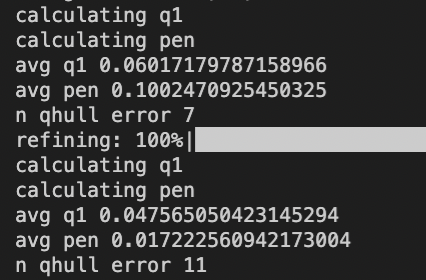 calculating q1
calculating pen
avg q1 0.06017179787158966
avg pen 0.1002470925450325
n qhull error 7
refining: 100%|
calculating q1
calculating pen
avg q1 0.047565050423145294
avg pen 0.017222560942173004
n qhull error 11